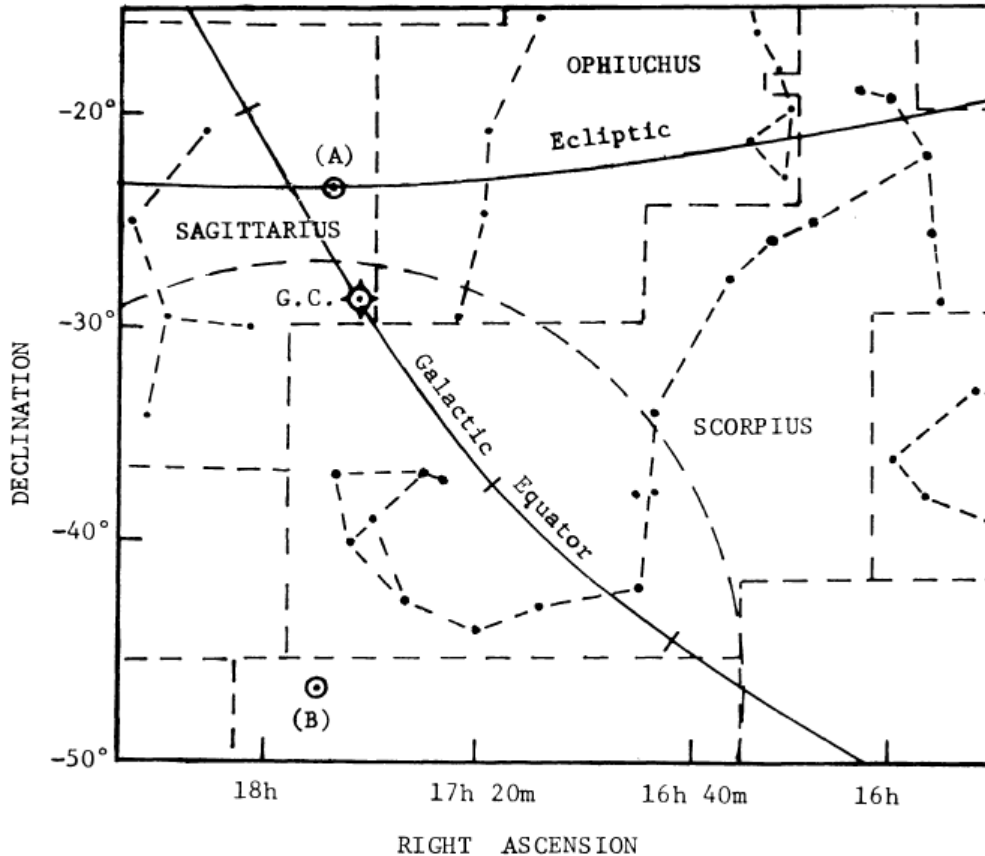 OPHIUCHUS
-20°
Ecliptic
(A)
SAGITTARIUS
G.C.
-30°
Galactic
Equator
SCORPIUS
DECLINATION
-40°
(B)
-50°
18h
17h 20m
16h 40m
16h
RIGHT ASCENSION